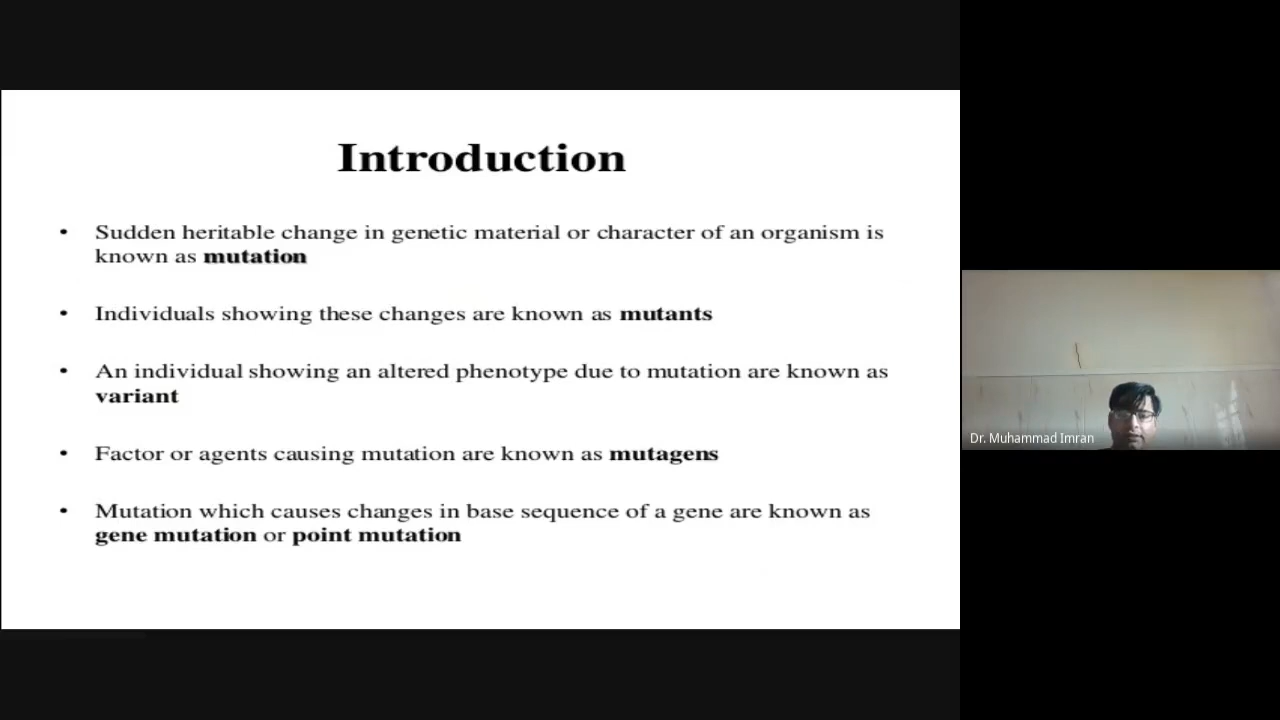 Introduction
• Sudden heritable change in genetic material or character of an organism is
known as mutation
• Individuals showing these changes are known as mutants
• An individual showing an altered phenotype due to mutation are known as
variant
• Factor or agents causing mutation are known as mutagens
• Mutation which causes changes in base sequence of a gene are known as
gene mutation or point mutation
Dr. Muhammad Imran